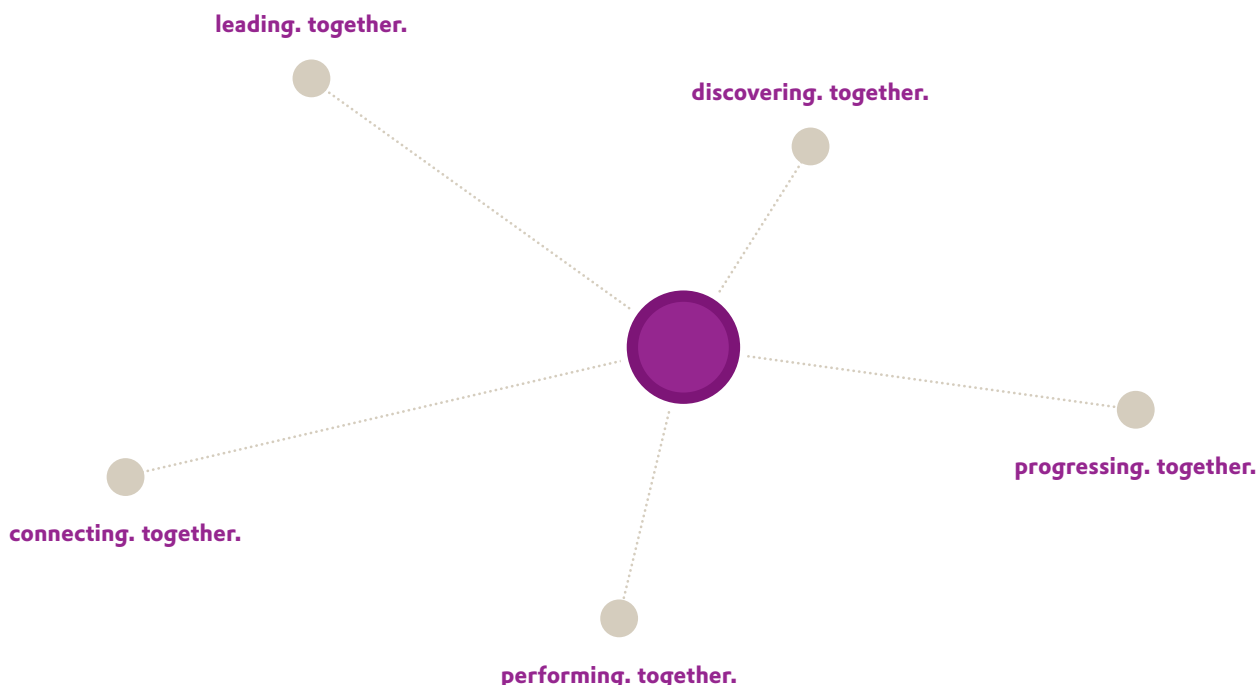 leading. together.
discovering. together.
progressing. together.
connecting. together.
performing. together.